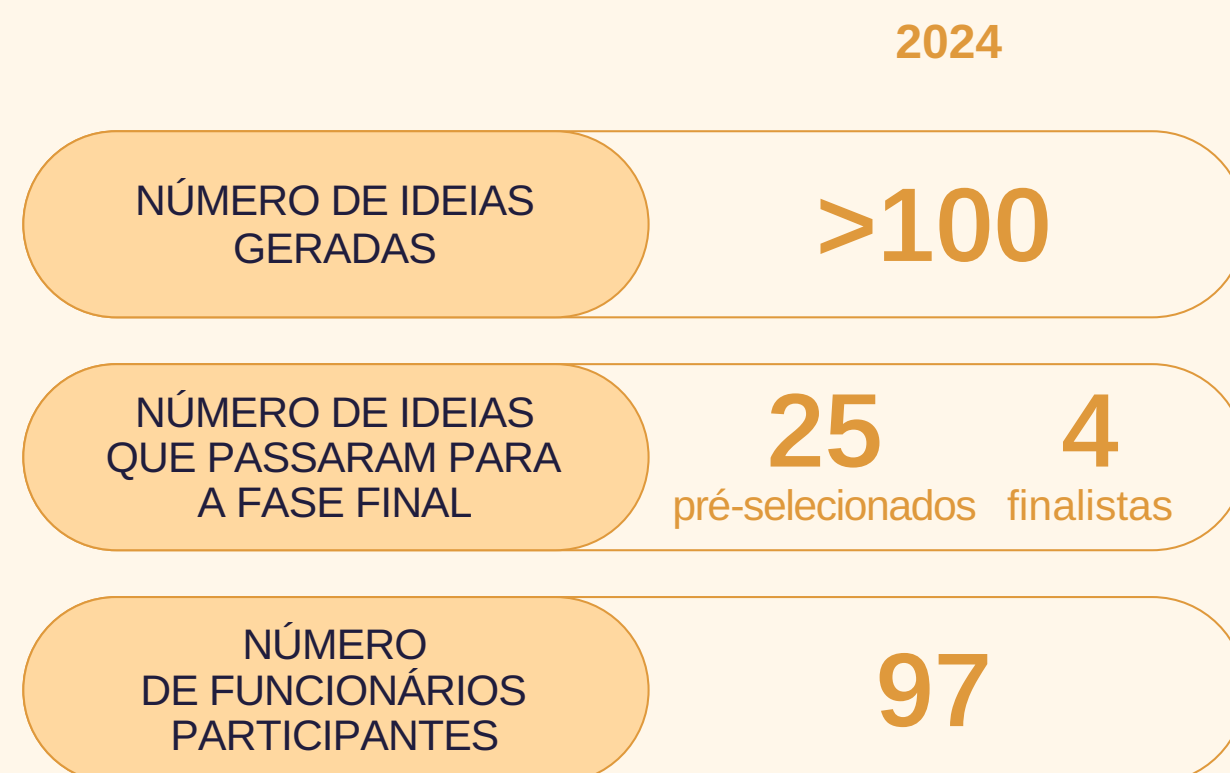 2024
NÚMERO DE IDEIAS
GERADAS
>100
NÚMERO DE IDEIAS
QUE PASSARAM PARA
A FASE FINAL
25 4
pré-selecionados finalistas
NÚMERO
DE FUNCIONÁRIOS
PARTICIPANTES
97